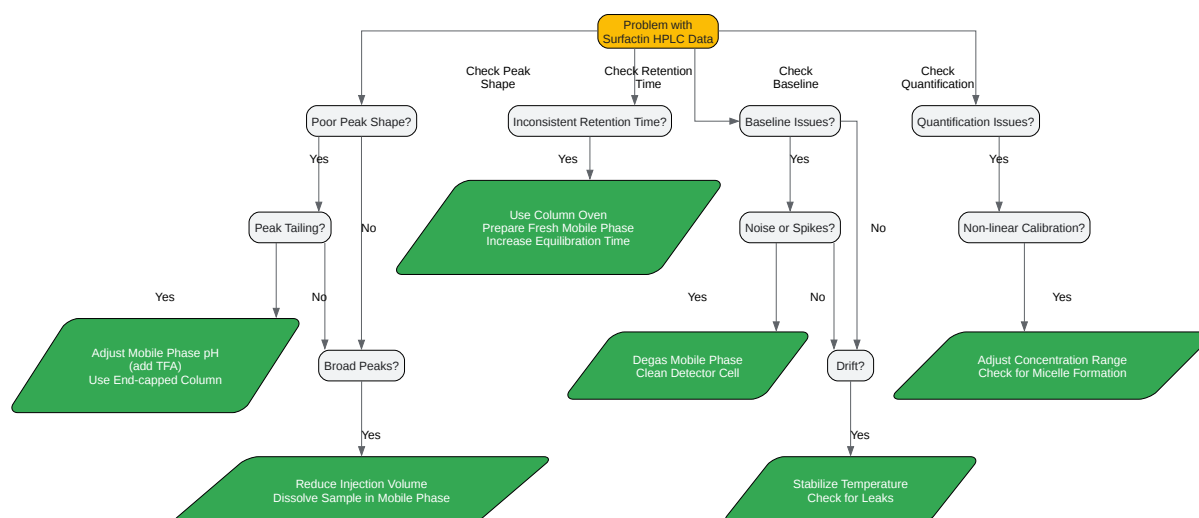 Problem with
Surfactin HPLC Data
Check Peak
Shape
Check Retention
Time
Check
Baseline
Check
Quantification
Poor Peak Shape?
Inconsistent Retention Time?
Baseline Issues?
Quantification Issues?
Yes
Yes
Yes
Yes
Use Column Oven
Prepare Fresh Mobile Phase
Increase Equilibration Time
Peak Tailing?
No
Noise or Spikes?
No
Non-linear Calibration?
Yes
No
Yes
No
Yes
Adjust Mobile Phase pH
(add TFA)
Use End-capped Column
Broad Peaks?
Degas Mobile Phase
Clean Detector Cell
Drift?
Adjust Concentration Range
Check for Micelle Formation
Yes
Yes
Reduce Injection Volume
Dissolve Sample in Mobile Phase
Stabilize Temperature
Check for Leaks